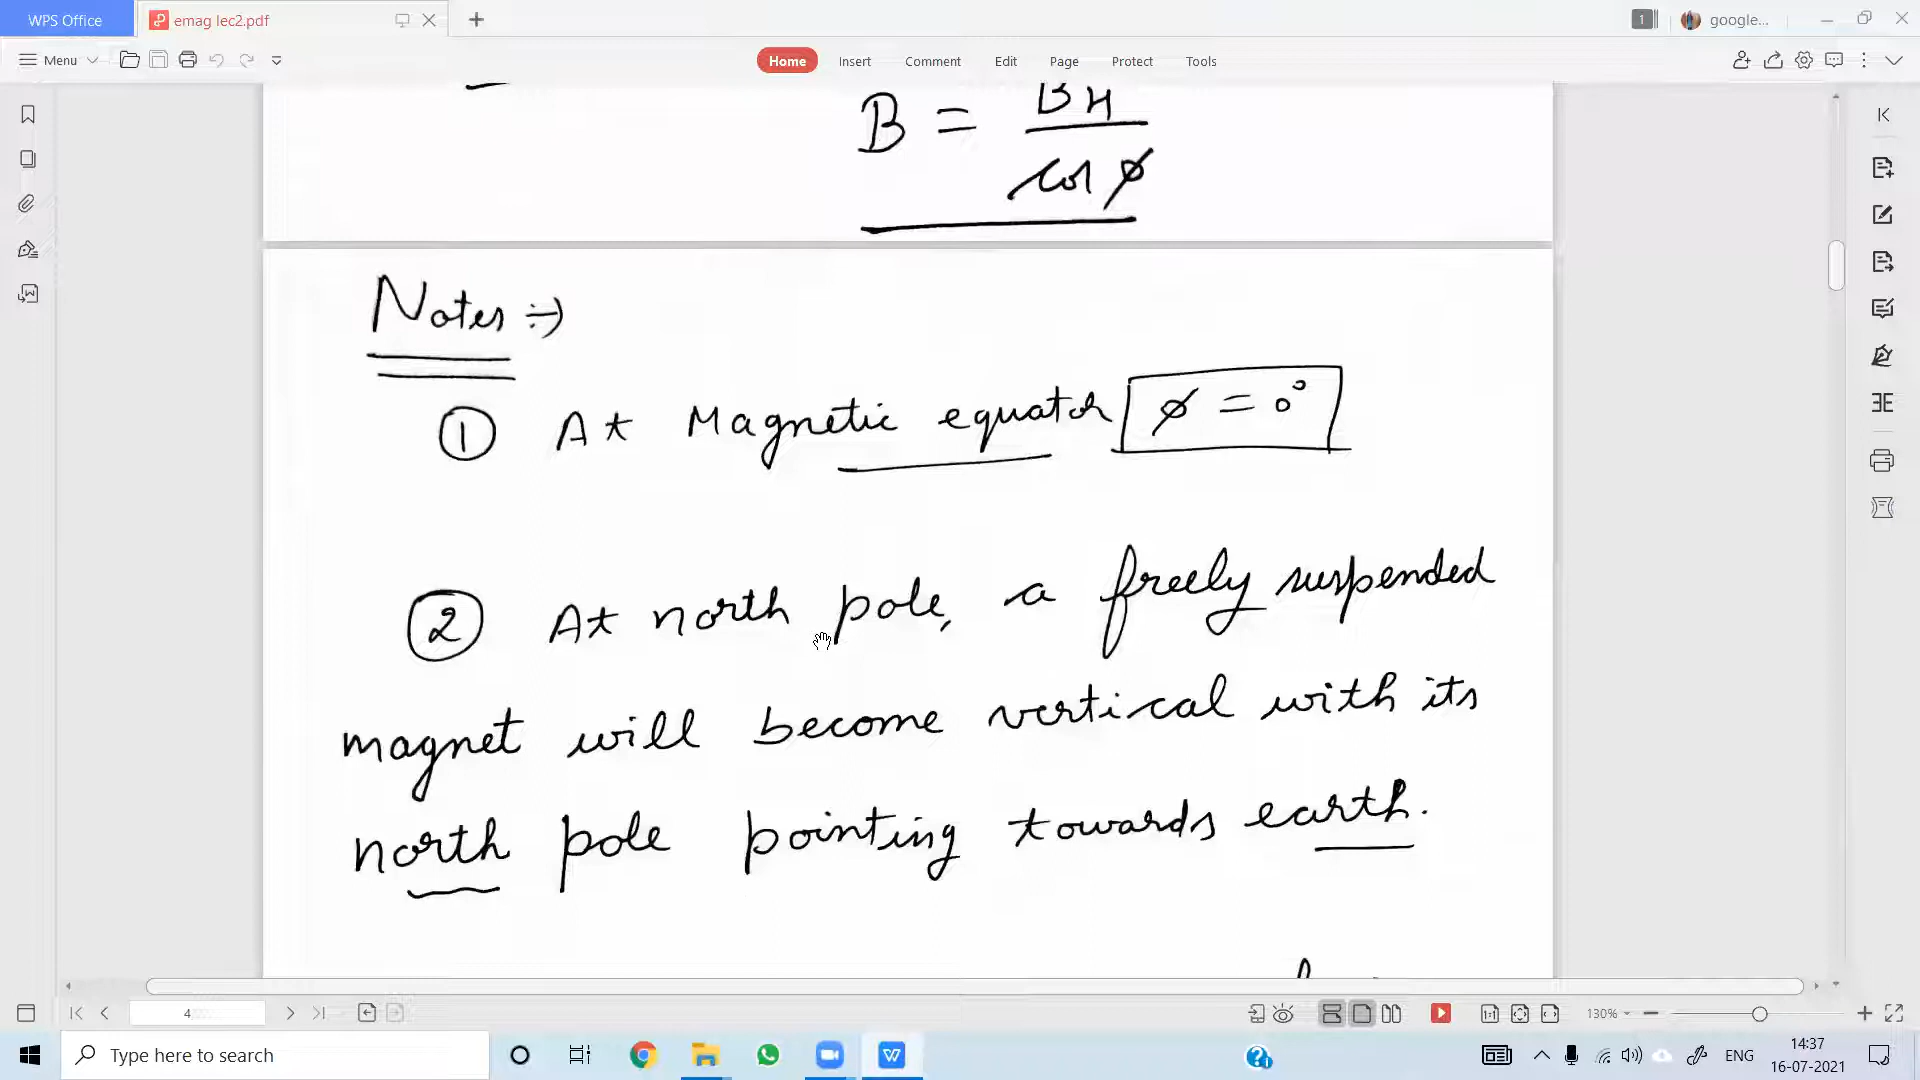 WPS Office
emag lec2.pdf
1
google...
Menu
Home Insert Comment Edit Page Protect Tools
B = BH
cos φ
Notes :-)
① At Magnetic equator φ = 0°
② At north pole, a freely suspended
magnet will become vertical with its
north pole pointing towards earth.
4
130%
Type here to search
ENG
14:37
16-07-2021